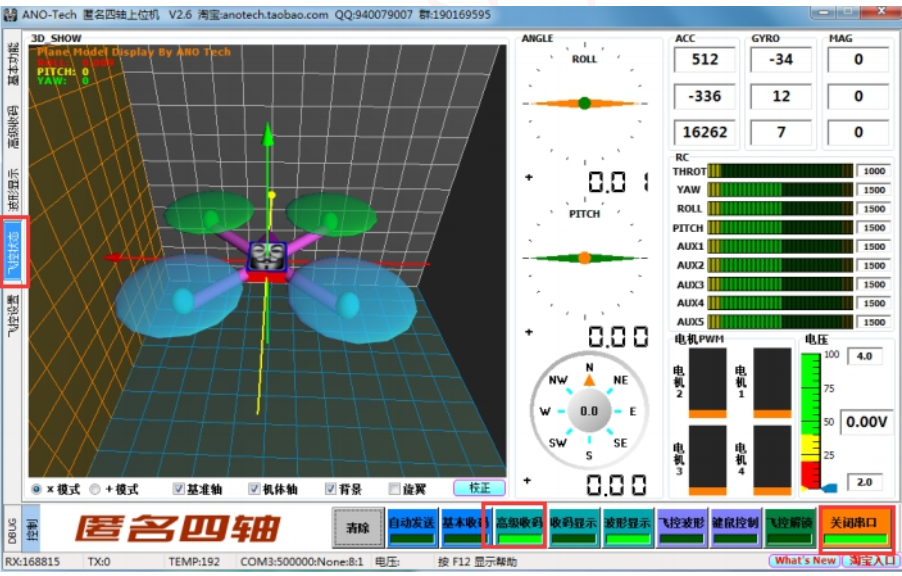 ANO-Tech 匿名四轴上位机 V2.6 淘宝:anotech.taobao.com QQ:940079007 群:190169595
基本功能
高级收码
波形显示
飞控状态
飞控设置
3D_SHOW
Plane Model Display By ANO Tech
ROLL: 0.009
PITCH: 0
YAW: 0
× 模式
+ 模式
基准轴
机体轴
背景
旋翼
校正
ANGLE
ROLL
+ 0.01
PITCH
+ 0.00
N
NW NE
W 0.0 E
SW SE
S
+ 0.00
ACC GYRO MAG
512 -34 0
-336 12 0
16262 7 0
RC
THROT 1000
YAW 1500
ROLL 1500
PITCH 1500
AUX1 1500
AUX2 1500
AUX3 1500
AUX4 1500
AUX5 1500
电机PWM
电机2
电机1
电机3
电机4
电压
100 4.0
75
50 0.00V
25
2.0
DEBUG
控制
匿名四轴
清除
自动发送
基本收码
高级收码
收码显示
波形显示
飞控波形
键鼠控制
飞控解锁
关闭串口
RX:168815 TX:0 TEMP:192 COM3:500000:None:8:1 电压: 按 F12 显示帮助
What's New
淘宝入口